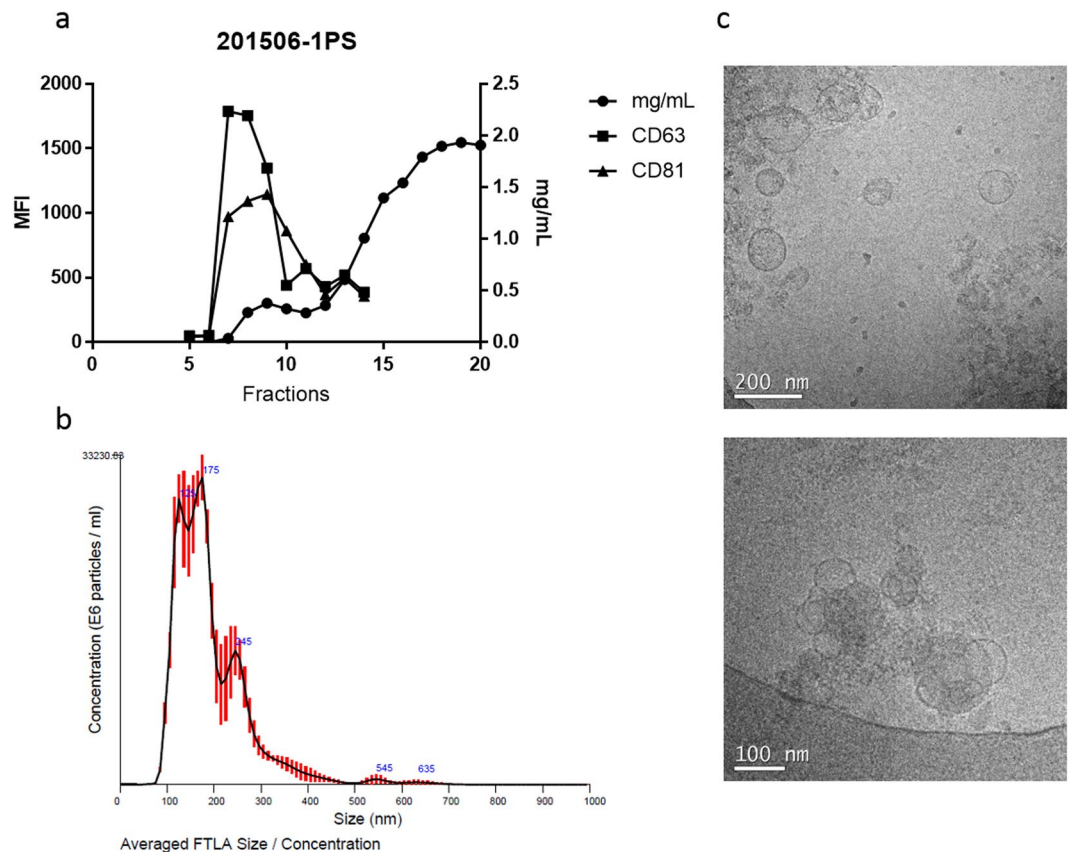 a
201506-1PS
2000
1500
1000
500
0
MFI
2.5
2.0
1.5
1.0
0.5
0.0
mg/mL
0 5 10 15 20
Fractions
mg/mL
CD63
CD81
b
33230.03
Concentration (E6 particles / ml)
125
175
245
545
635
0 100 200 300 400 500 600 700 800 900 1000
Size (nm)
Averaged FTLA Size / Concentration
c
200 nm
100 nm